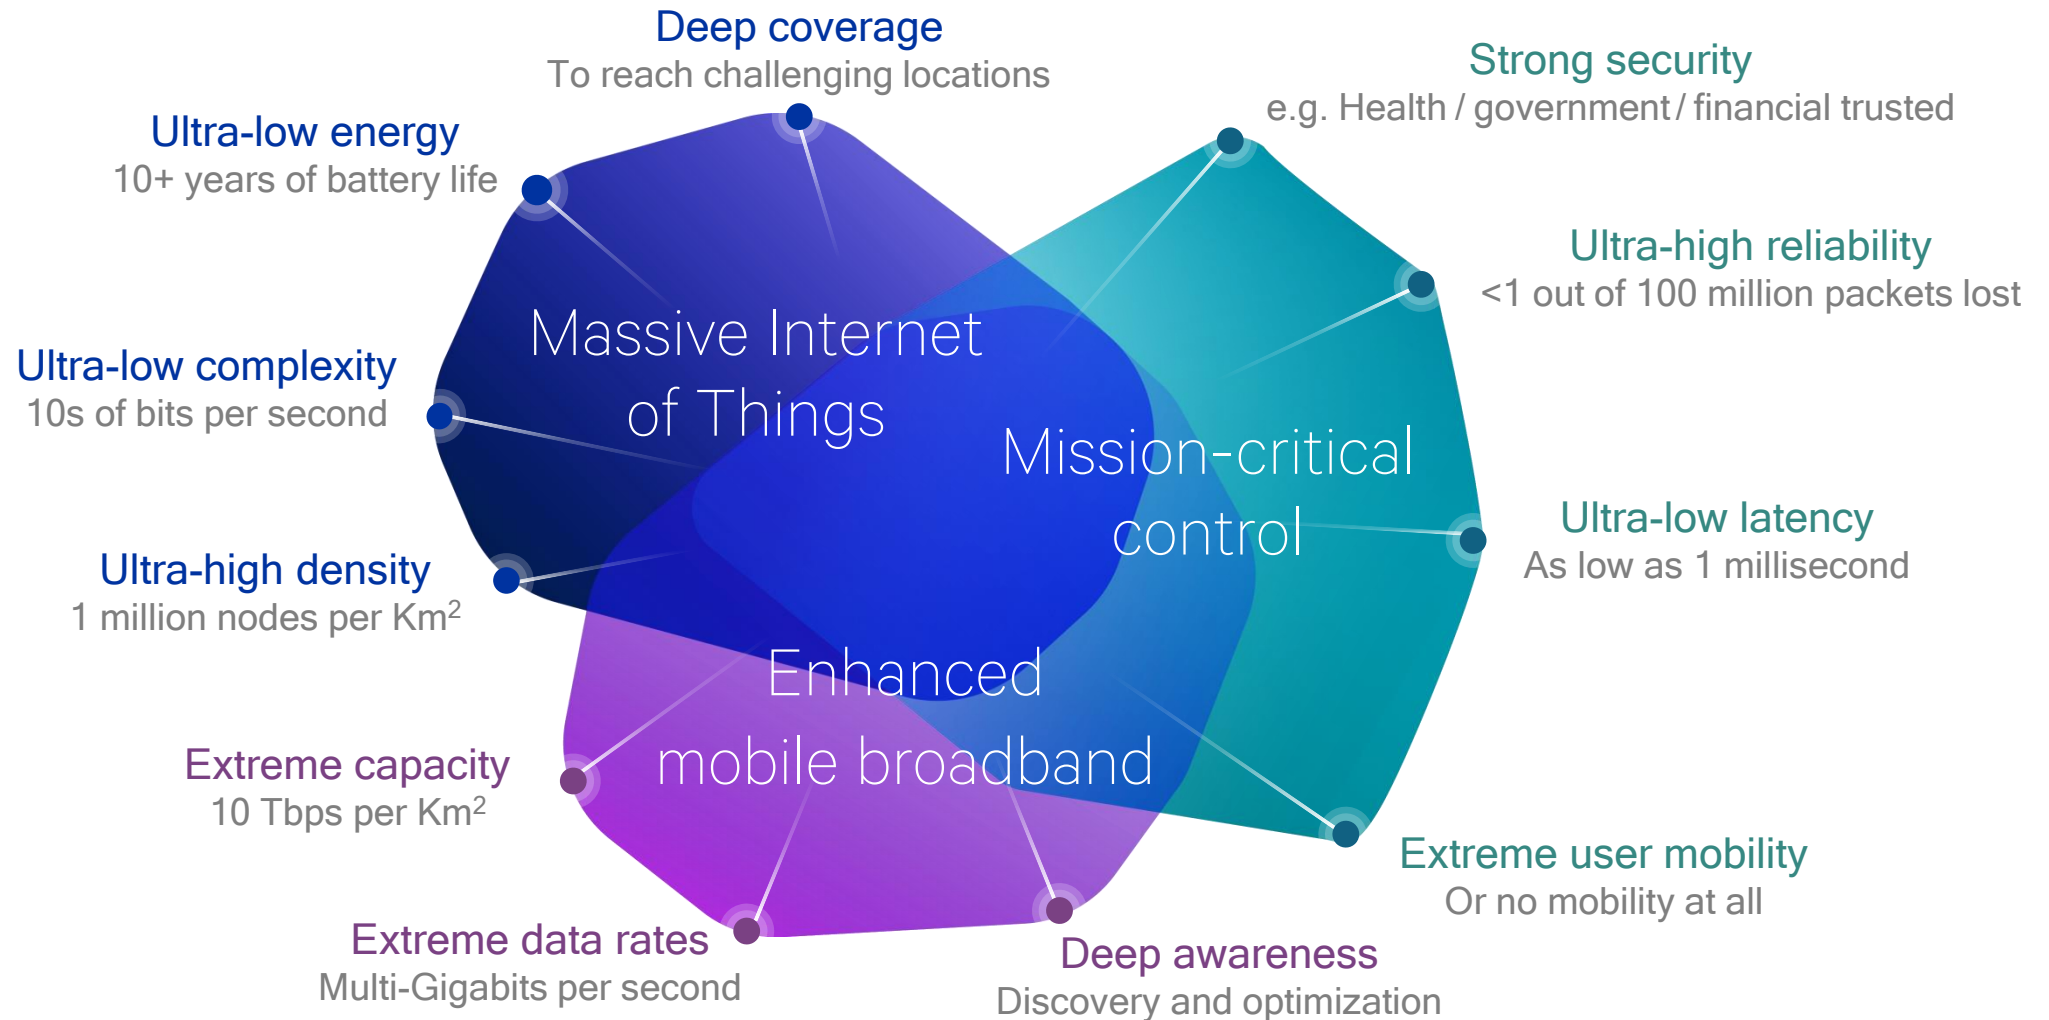 Deep coverage
To reach challenging locations
Strong security
e.g. Health / government / financial trusted
Ultra-low energy
10+ years of battery life
Ultra-high reliability
<1 out of 100 million packets lost
Massive Internet
of Things
Ultra-low complexity
10s of bits per second
Mission-critical
control
Ultra-low latency
As low as 1 millisecond
Ultra-high density
1 million nodes per Km²
Enhanced
mobile broadband
Extreme capacity
10 Tbps per Km²
Extreme user mobility
Or no mobility at all
Extreme data rates
Multi-Gigabits per second
Deep awareness
Discovery and optimization